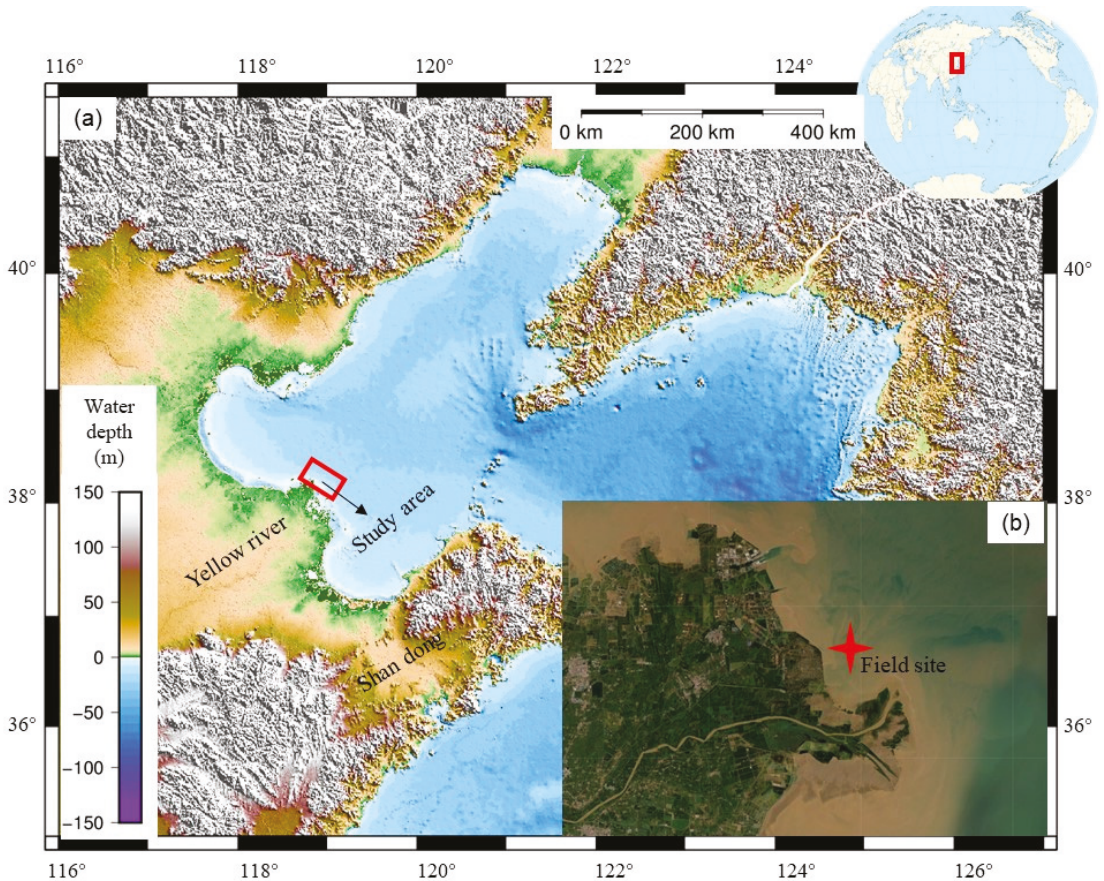 116°
118°
120°
122°
124°
(a)
0 km
200 km
400 km
40°
40°
Water
depth
(m)
150
100
50
0
−50
−100
−150
38°
38°
Study area
Yellow river
Shan dong
(b)
Field site
36°
36°
116°
118°
120°
122°
124°
126°